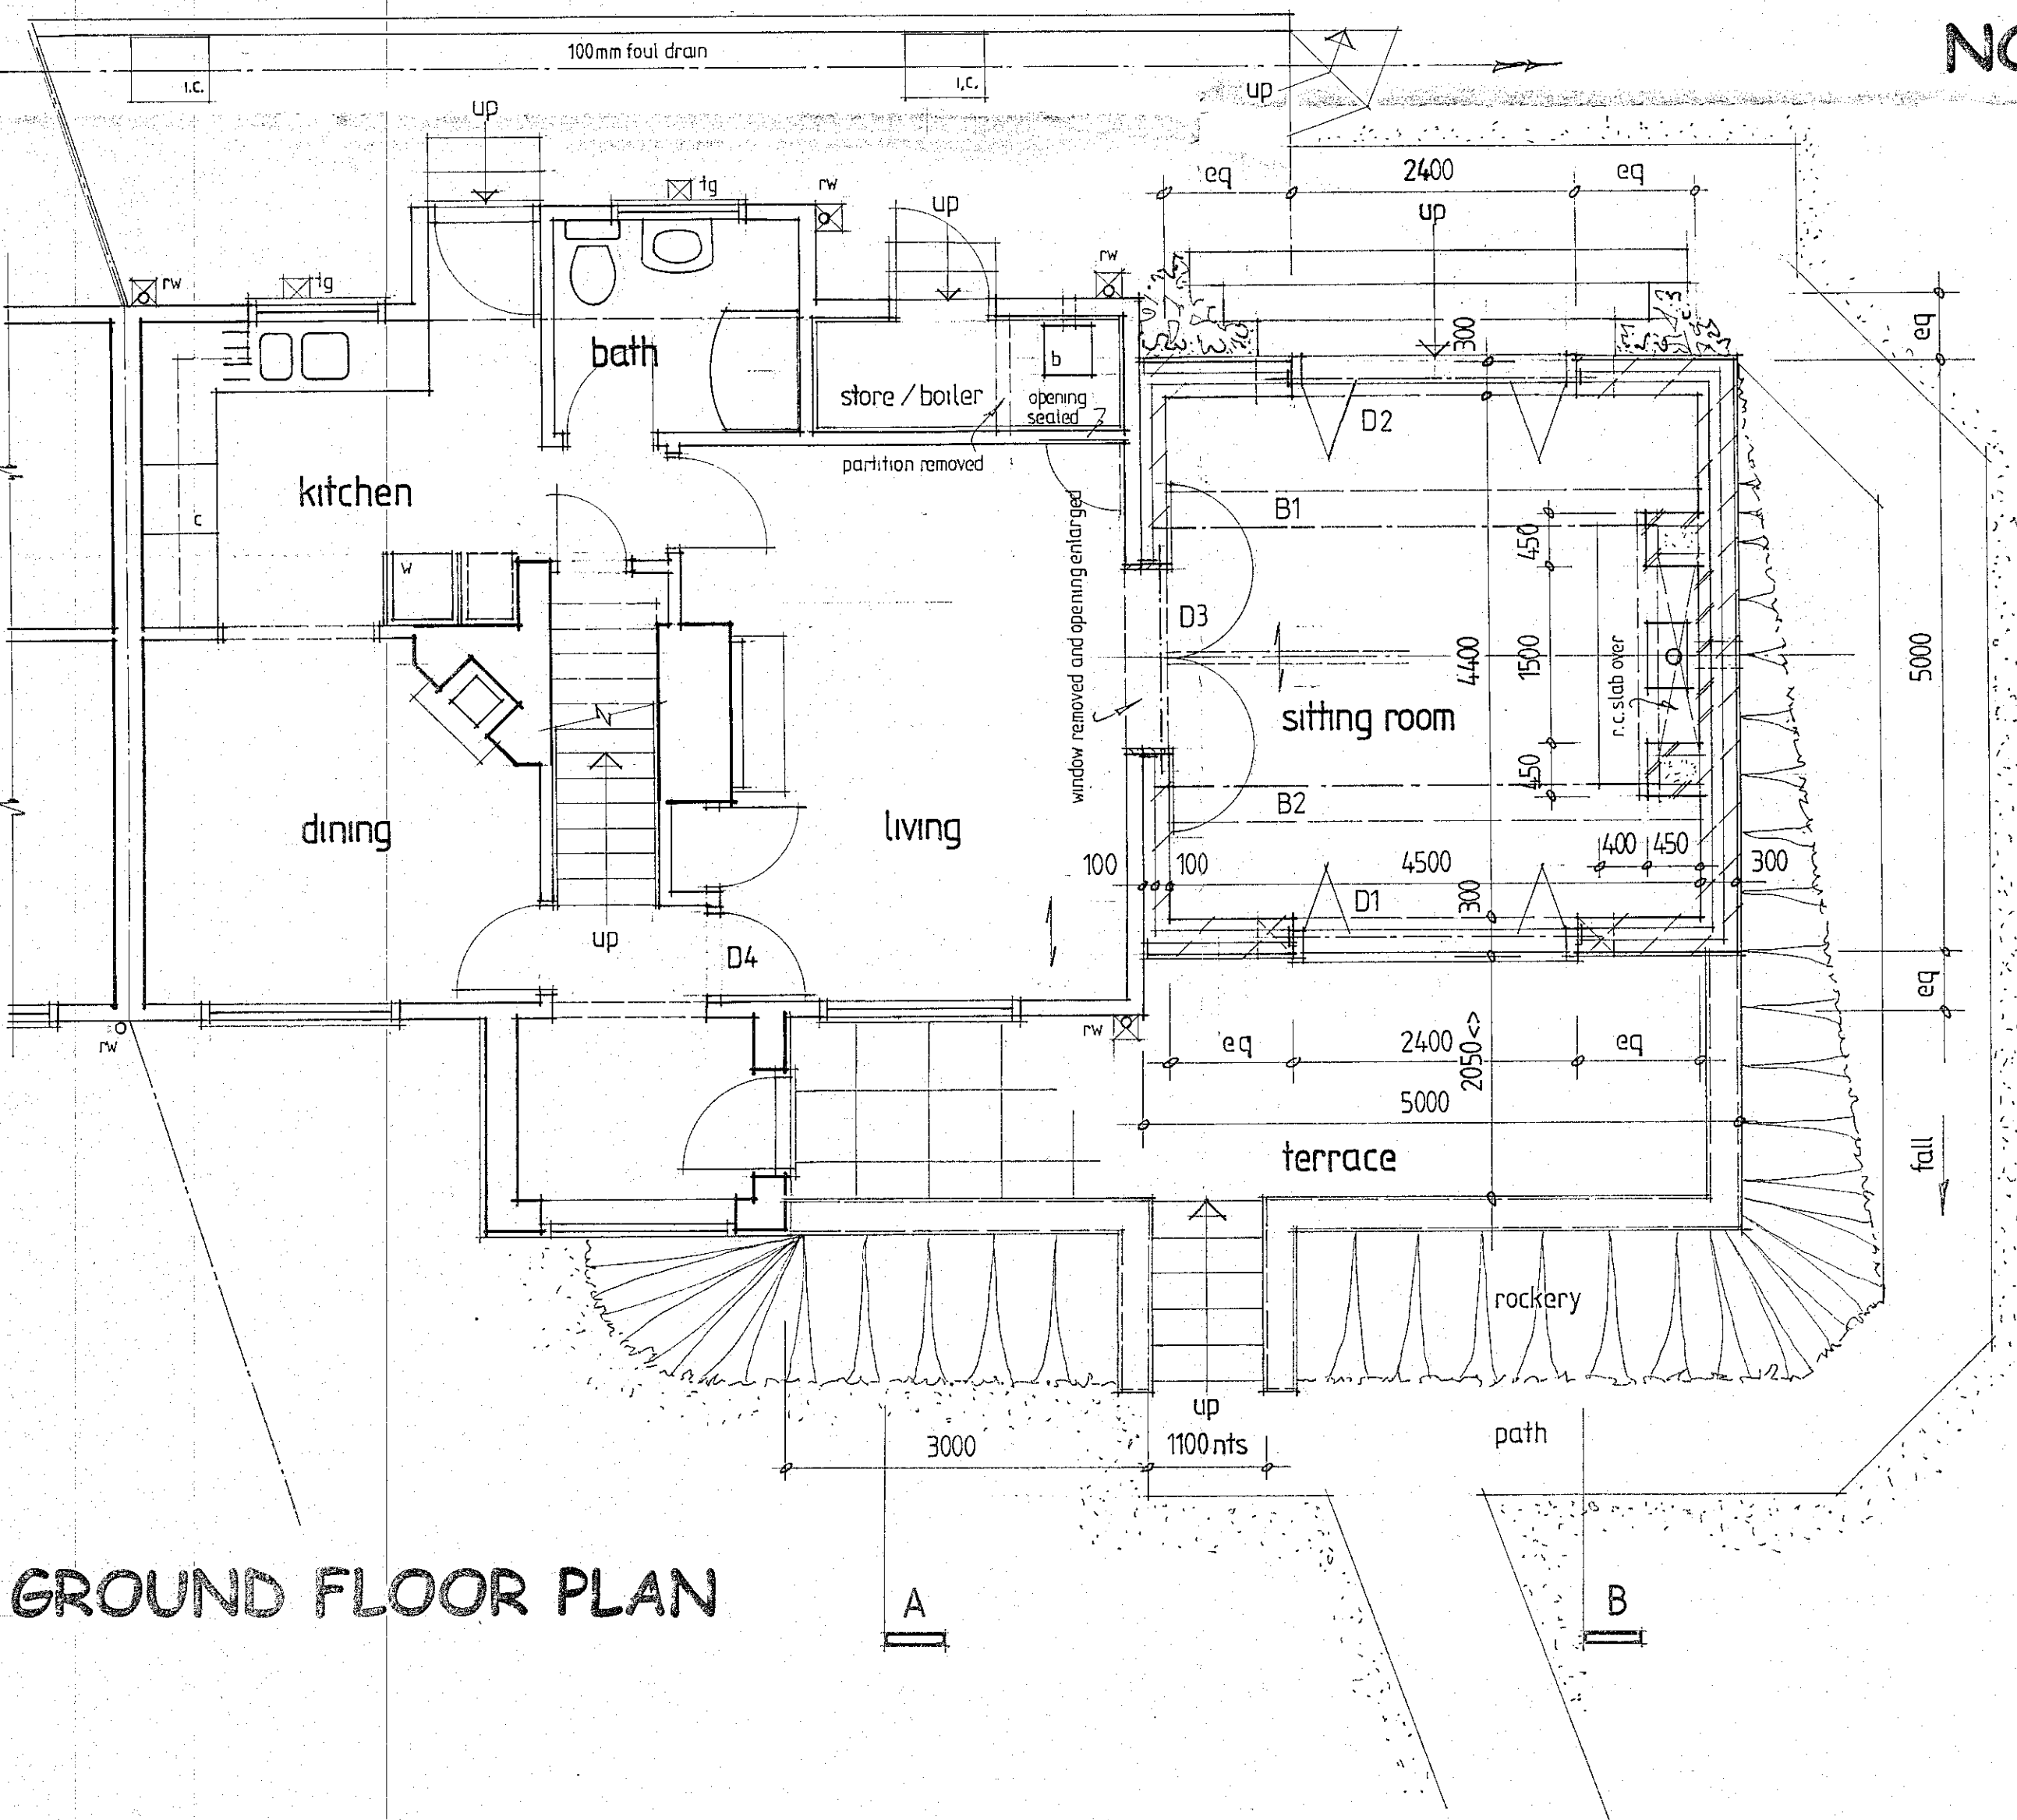 NO
100mm foul drain
i.c.
i.c.
up
up
eq
2400
eq
up
tg
rw
up
rw
rw
tg
300
eq
bath
b
store / boiler
opening
sealed
D2
partition removed
kitchen
c
B1
450
window removed and opening enlarged
w
D3
4400
1500
r.c. slab over
5000
sitting room
450
B2
dining
living
400
450
100
100
4500
300
300
D1
up
D4
eq
rw
rw
eq
2400
eq
2050<>
5000
terrace
fall
rockery
up
path
3000
1100 nts
GROUND FLOOR PLAN
A
B